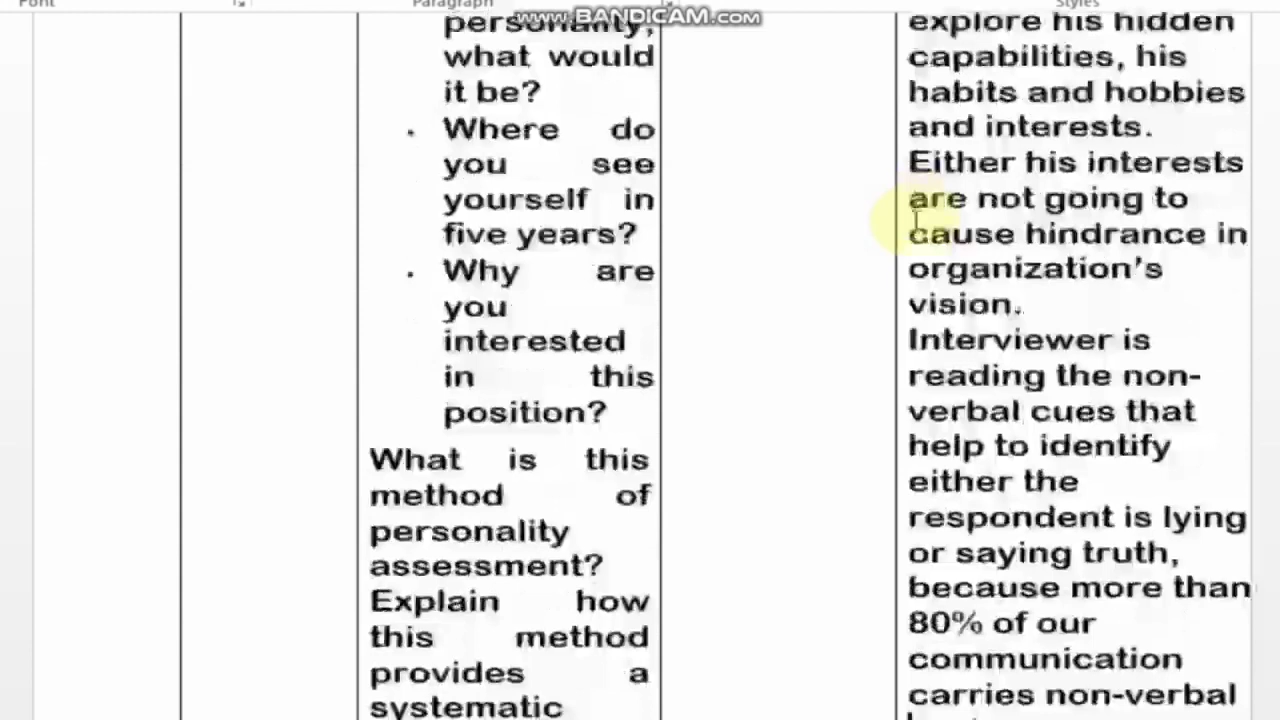 Font
Paragraph
Styles
www.BANDICAM.com
personality,
what would
it be?
· Where do
you see
yourself in
five years?
· Why are
you
interested
in this
position?
What is this
method of
personality
assessment?
Explain how
this method
provides a
systematic
explore his hidden
capabilities, his
habits and hobbies
and interests.
Either his interests
are not going to
cause hindrance in
organization's
vision.
Interviewer is
reading the non-
verbal cues that
help to identify
either the
respondent is lying
or saying truth,
because more than
80% of our
communication
carries non-verbal